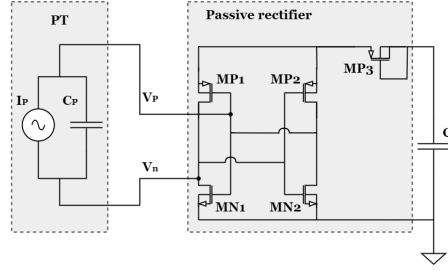 PT
Passive rectifier
MP1
MP2
MP3
IP
CP
VP
Vn
MN1
MN2
C